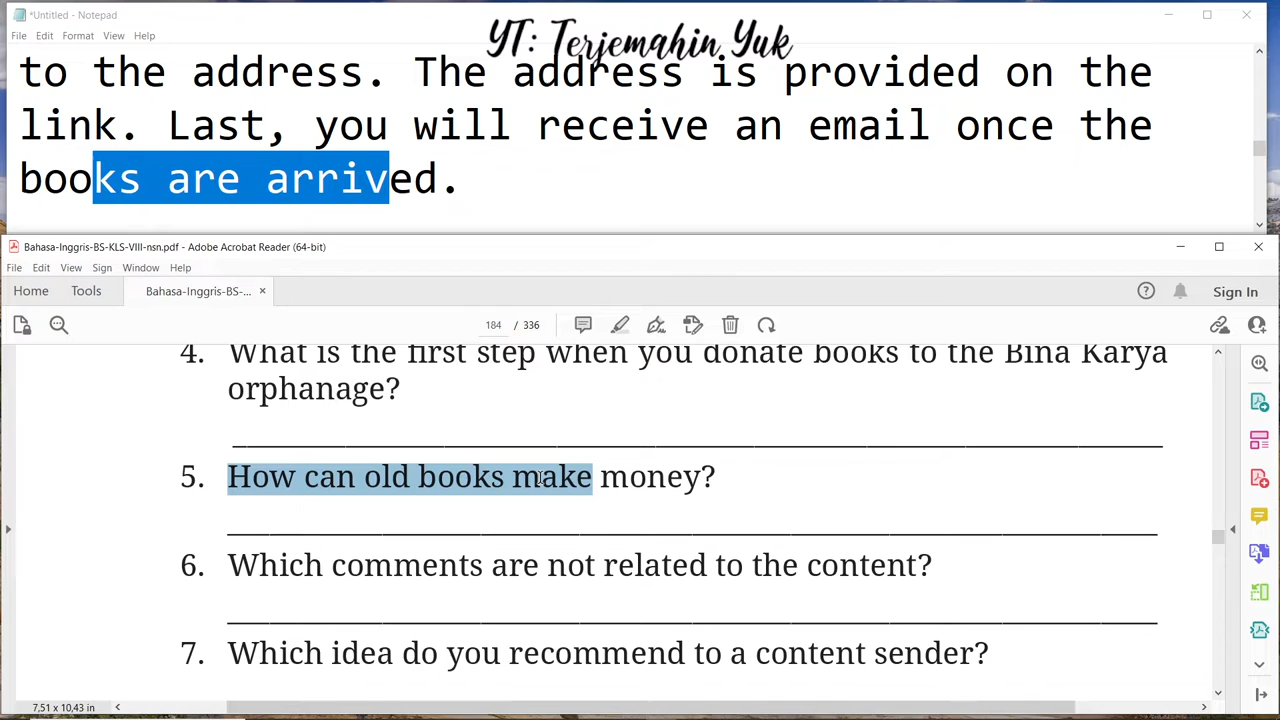 *Untitled - Notepad
YT: Terjemahin Yuk
File Edit Format View Help
to the address. The address is provided on the
link. Last, you will receive an email once the
books are arrived.
Bahasa-Inggris-BS-KLS-VIII-nsn.pdf - Adobe Acrobat Reader (64-bit)
File Edit View Sign Window Help
Home Tools Bahasa-Inggris-BS-... × Sign In
184 / 336
4. What is the first step when you donate books to the Bina Karya
orphanage?
5. How can old books make money?
6. Which comments are not related to the content?
7. Which idea do you recommend to a content sender?
7,51 x 10,43 in